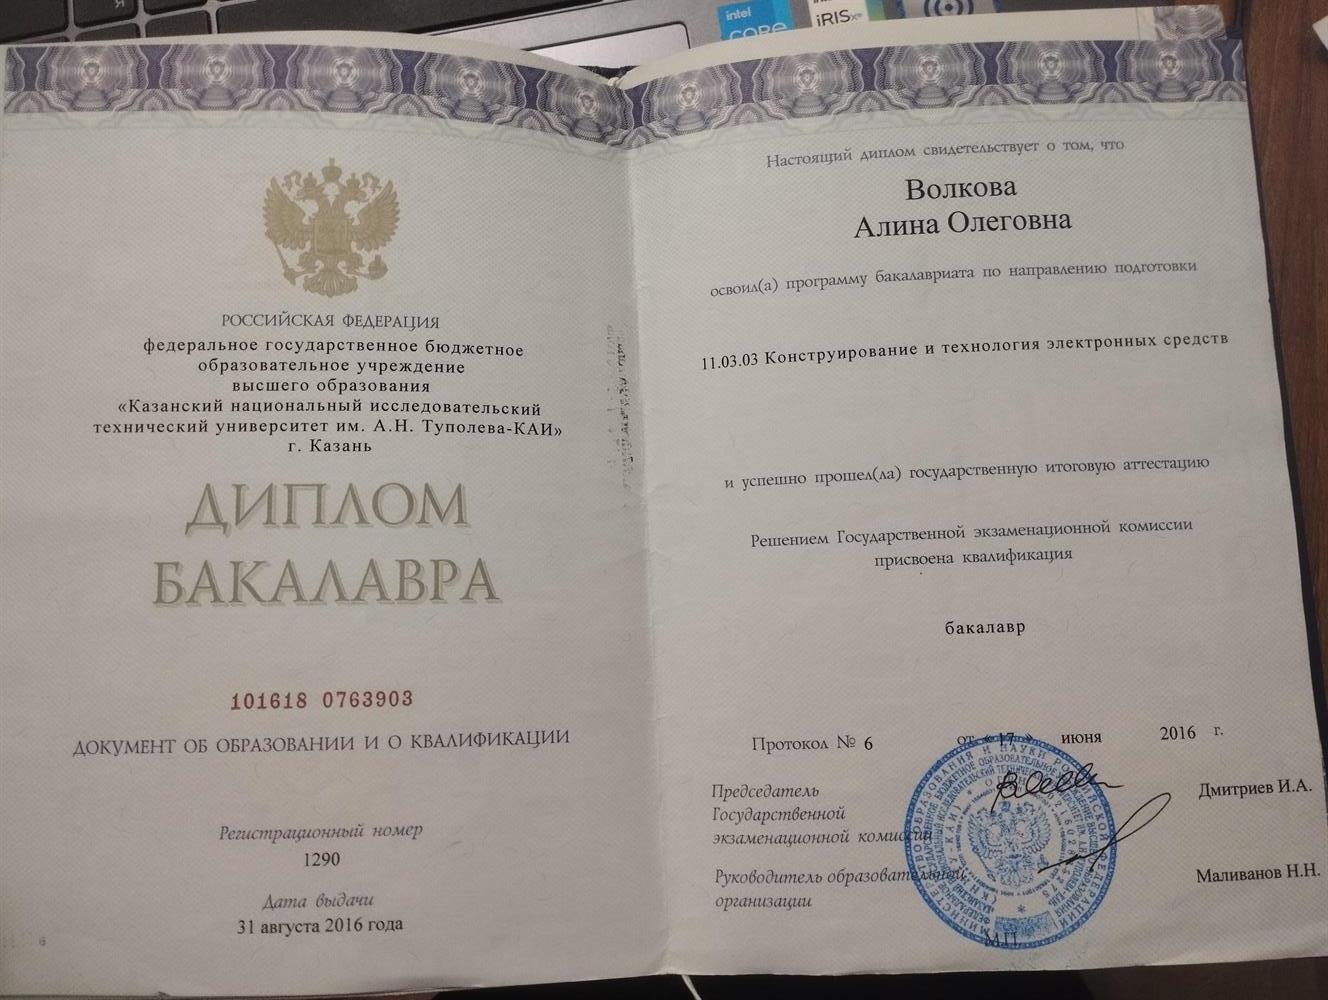 intel
CORE
iRIS Xe
РОССИЙСКАЯ ФЕДЕРАЦИЯ
федеральное государственное бюджетное
образовательное учреждение
высшего образования
«Казанский национальный исследовательский
технический университет им. А.Н. Туполева-КАИ»
г. Казань
ДИПЛОМ
БАКАЛАВРА
101618 0763903
ДОКУМЕНТ ОБ ОБРАЗОВАНИИ И О КВАЛИФИКАЦИИ
Регистрационный номер
1290
Дата выдачи
31 августа 2016 года
Настоящий диплом свидетельствует о том, что
Волкова
Алина Олеговна
освоил(а) программу бакалавриата по направлению подготовки
11.03.03 Конструирование и технология электронных средств
и успешно прошел(ла) государственную итоговую аттестацию
Решением Государственной экзаменационной комиссии
присвоена квалификация
бакалавр
Протокол № 6 от « 17 » июня 2016 г.
Председатель
Государственной
экзаменационной комиссии
Дмитриев И.А.
Руководитель образовательной
организации
Маливанов Н.Н.
М.П.